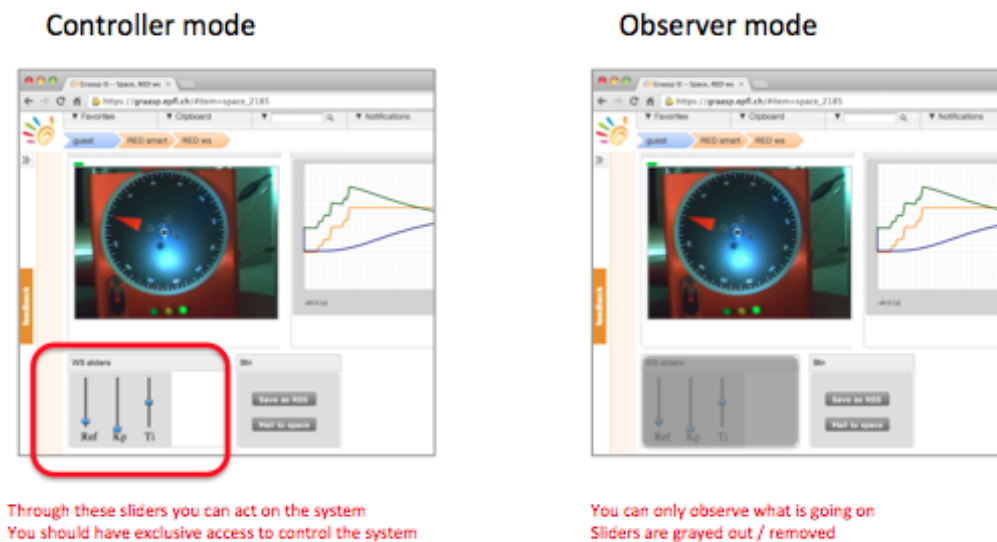 Controller mode
Observer mode
Graasp © - Space, RED ws
https://graasp.epfl.ch/#item=space_2185
▼ Favorites ▼ Clipboard ▼ ▼ Notifications
guest RED smart RED ws
feedback
WS sliders
Btn
Save as RSS
Mail to space
Ref Kp Ti
Through these sliders you can act on the system
You should have exclusive access to control the system
Graasp © - Space, RED ws
https://graasp.epfl.ch/#item=space_2185
▼ Favorites ▼ Clipboard ▼ ▼ Notifications
guest RED smart RED ws
feedback
WS sliders
Btn
Save as RSS
Mail to space
Ref Kp Ti
You can only observe what is going on
Sliders are grayed out / removed